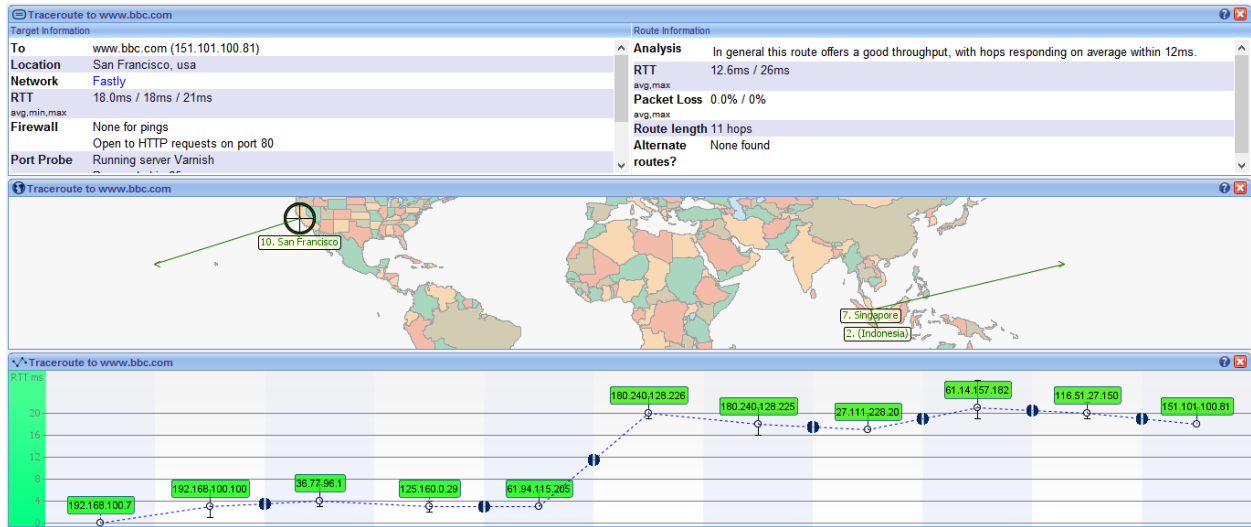 Traceroute to www.bbc.com
Target Information
To www.bbc.com (151.101.100.81)
Location San Francisco, usa
Network Fastly
RTT 18.0ms / 18ms / 21ms
avg,min,max
Firewall None for pings
Open to HTTP requests on port 80
Port Probe Running server Varnish
Route Information
Analysis In general this route offers a good throughput, with hops responding on average within 12ms.
RTT 12.6ms / 26ms
avg,max
Packet Loss 0.0% / 0%
avg,max
Route length 11 hops
Alternate None found
routes?
Traceroute to www.bbc.com
10. San Francisco
7. Singapore
2. (Indonesia)
Traceroute to www.bbc.com
RTT ms
20
16
12
8
4
0
192.168.100.7
192.168.100.100
36.77.96.1
125.160.0.29
61.94.115.205
180.240.128.226
180.240.128.225
27.111.228.20
61.14.157.182
116.51.27.150
151.101.100.81